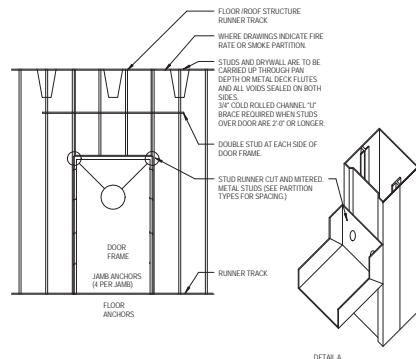 FLOOR /ROOF STRUCTURE
RUNNER TRACK
WHERE DRAWINGS INDICATE FIRE
RATE OR SMOKE PARTITION.
STUDS AND DRYWALL ARE TO BE
CARRIED UP THROUGH PAN
DEPTH OR METAL DECK FLUTES
AND ALL VOIDS SEALED ON BOTH
SIDES.
3/4" COLD ROLLED CHANNEL "U"
BRACE REQUIRED WHEN STUDS
OVER DOOR ARE 2'-0" OR LONGER.
DOUBLE STUD AT EACH SIDE OF
DOOR FRAME.
STUD RUNNER CUT AND MITERED.
METAL STUDS (SEE PARTITION
TYPES FOR SPACING.)
DOOR
FRAME
JAMB ANCHORS
(4 PER JAMB)
RUNNER TRACK
FLOOR
ANCHORS
DETAIL A